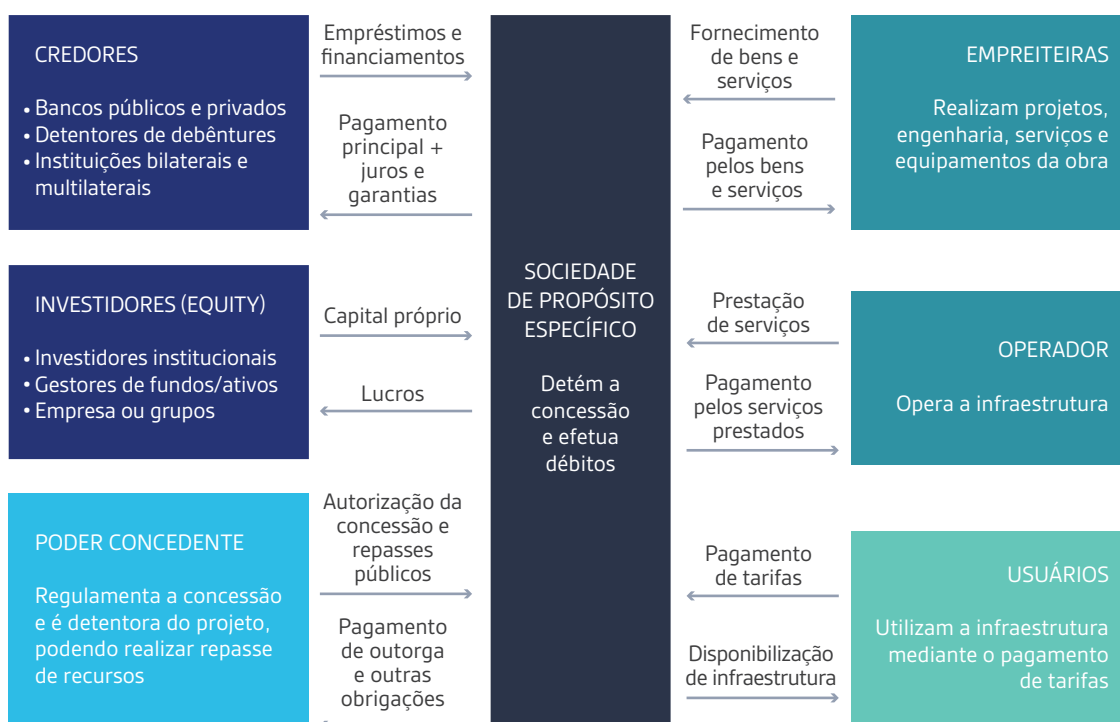 CREDORES
• Bancos públicos e privados
• Detentores de debêntures
• Instituições bilaterais e
multilaterais
Empréstimos e
financiamentos
Pagamento
principal +
juros e
garantias
INVESTIDORES (EQUITY)
• Investidores institucionais
• Gestores de fundos/ativos
• Empresa ou grupos
Capital próprio
Lucros
PODER CONCEDENTE
Regulamenta a concessão
e é detentora do projeto,
podendo realizar repasse
de recursos
Autorização da
concessão e
repasses
públicos
Pagamento
de outorga
e outras
obrigações
SOCIEDADE
DE PROPÓSITO
ESPECÍFICO
Detém a
concessão
e efetua
débitos
Fornecimento
de bens e
serviços
Pagamento
pelos bens
e serviços
EMPREITEIRAS
Realizam projetos,
engenharia, serviços e
equipamentos da obra
Prestação
de serviços
Pagamento
pelos serviços
prestados
OPERADOR
Opera a infraestrutura
Pagamento
de tarifas
Disponibilização
de infraestrutura
USUÁRIOS
Utilizam a infraestrutura
mediante o pagamento
de tarifas